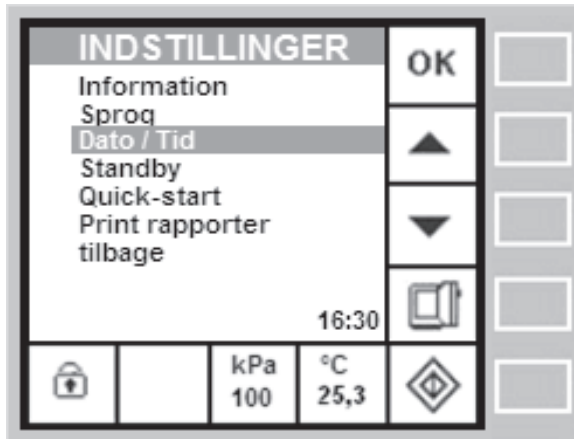 INDSTILLINGER
OK
Information
Sprog
Dato / Tid
Standby
Quick-start
Print rapporter
tilbage
16:30
kPa
100
°C
25,3